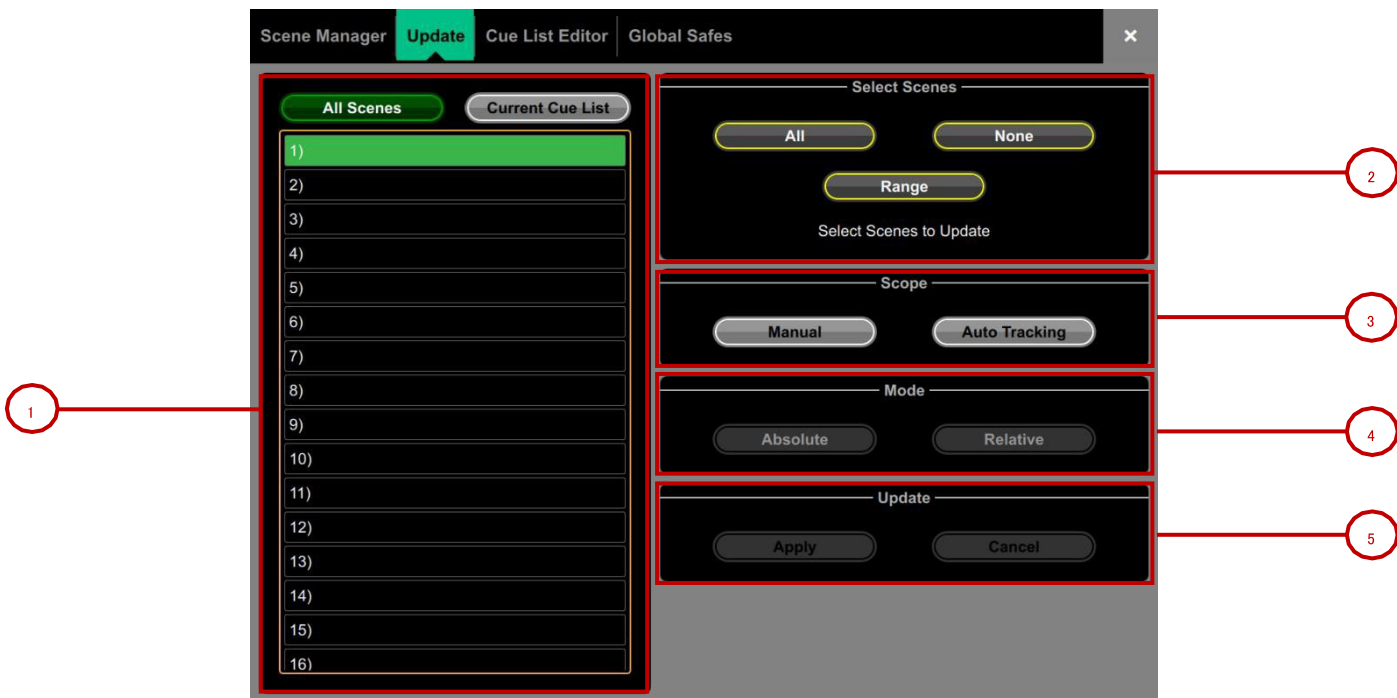 Scene Manager Update Cue List Editor Global Safes ×
All Scenes Current Cue List
1)
2)
3)
4)
5)
6)
7)
8)
9)
10)
11)
12)
13)
14)
15)
16)
1
Select Scenes
All None
Range
Select Scenes to Update
2
Scope
Manual Auto Tracking
3
Mode
Absolute Relative
4
Update
Apply Cancel
5